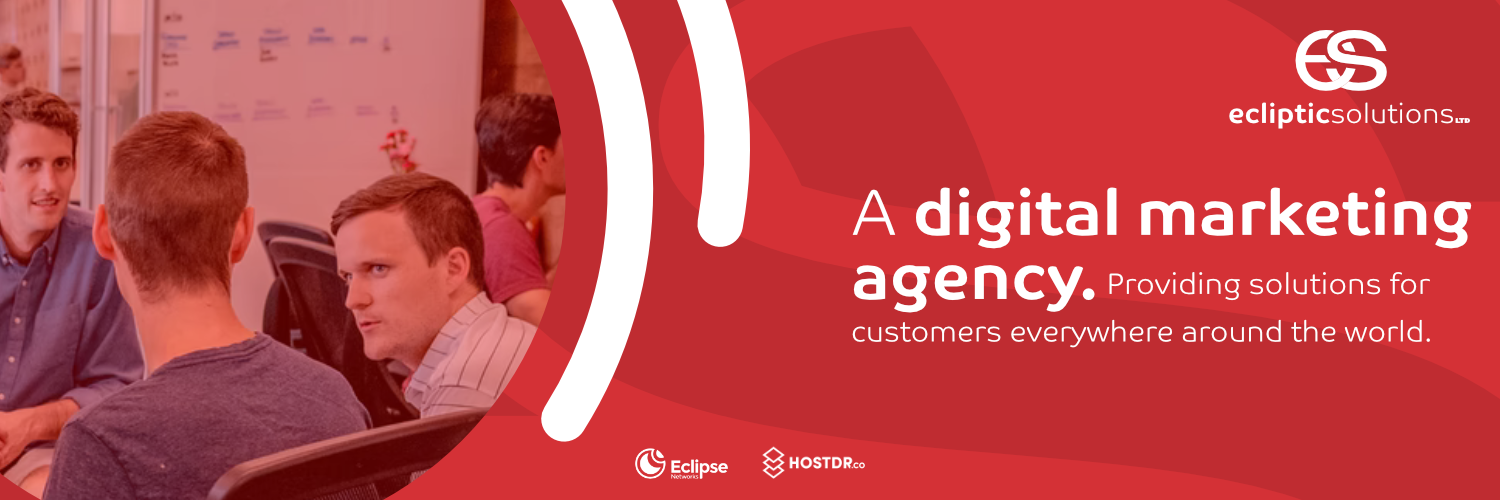 eclipticsolutions LTD
A digital marketing
agency. Providing solutions for
customers everywhere around the world.
Eclipse
Networks
HOSTDR.co